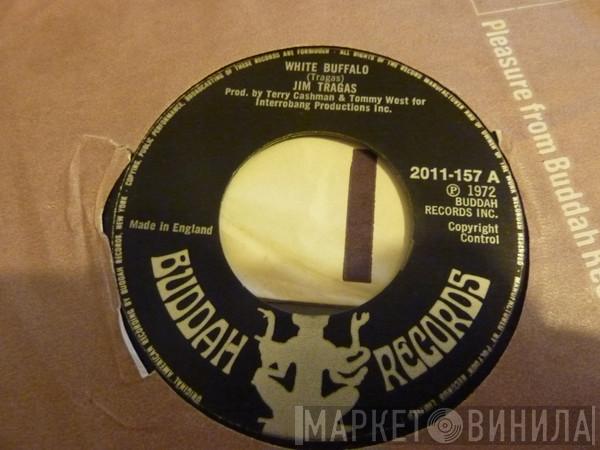 WHITE BUFFALO
(Tragas)
JIM TRAGAS
Prod. by Terry Cashman & Tommy West for
Interrobang Productions Inc.
2011-157 A
Ⓟ 1972
BUDDAH
RECORDS INC.
Copyright
Control
Made in England
BUDDAH RECORDS
Pleasure from Buddah Rec
МАРКЕТ ВИНИЛА